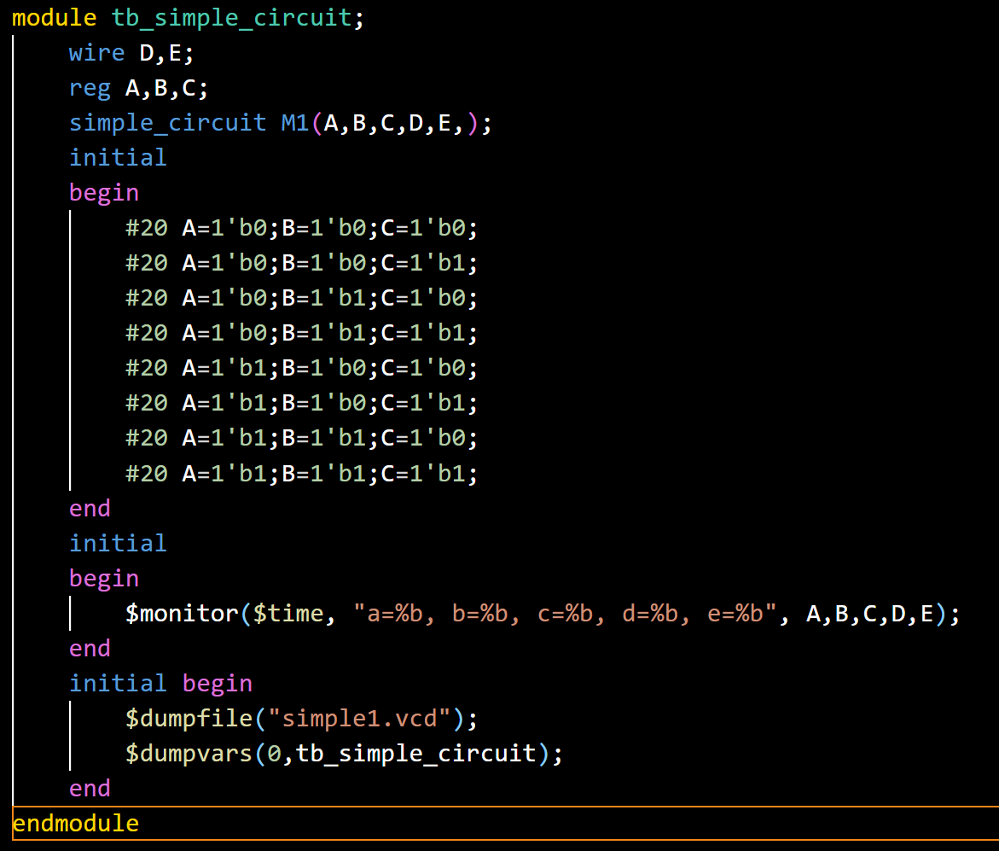 module tb_simple_circuit;
    wire D,E;
    reg A,B,C;
    simple_circuit M1(A,B,C,D,E,);
    initial
    begin
        #20 A=1'b0;B=1'b0;C=1'b0;
        #20 A=1'b0;B=1'b0;C=1'b1;
        #20 A=1'b0;B=1'b1;C=1'b0;
        #20 A=1'b0;B=1'b1;C=1'b1;
        #20 A=1'b1;B=1'b0;C=1'b0;
        #20 A=1'b1;B=1'b0;C=1'b1;
        #20 A=1'b1;B=1'b1;C=1'b0;
        #20 A=1'b1;B=1'b1;C=1'b1;
    end
    initial
    begin
        $monitor($time, "a=%b, b=%b, c=%b, d=%b, e=%b", A,B,C,D,E);
    end
    initial begin
        $dumpfile("simple1.vcd");
        $dumpvars(0,tb_simple_circuit);
    end
endmodule